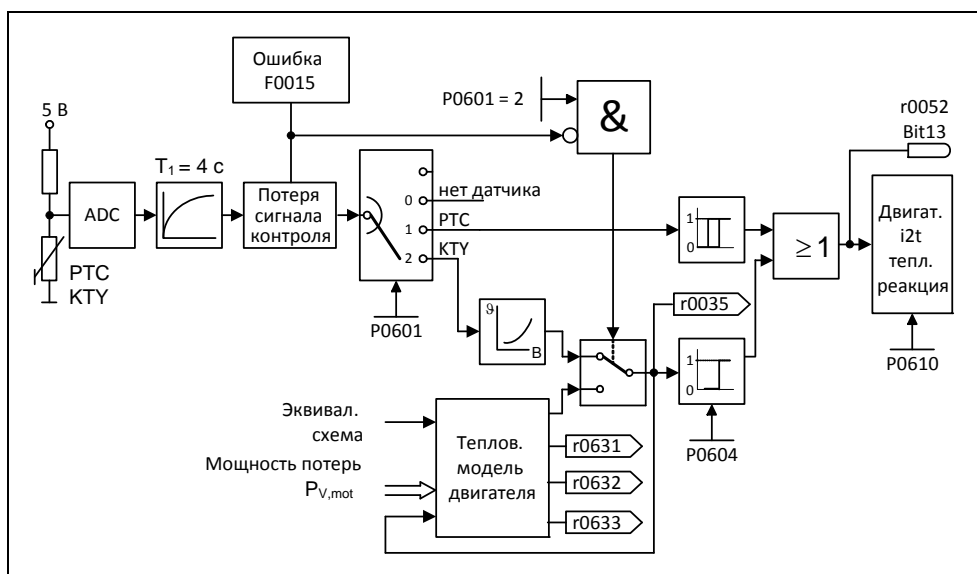 Ошибка
F0015
P0601 = 2
&
r0052
Bit13
5 В
T1 = 4 c
ADC
Потеря
сигнала
контроля
0
нет датчика
1
PTC
2
KTY
1
0
≥1
Двигат.
i2t
тепл.
реакция
PTC
KTY
P0601
ϑ
В
r0035
1
0
P0610
P0604
Эквивал.
схема
Мощность потерь
PV,mot
Теплов.
модель
двигателя
r0631
r0632
r0633